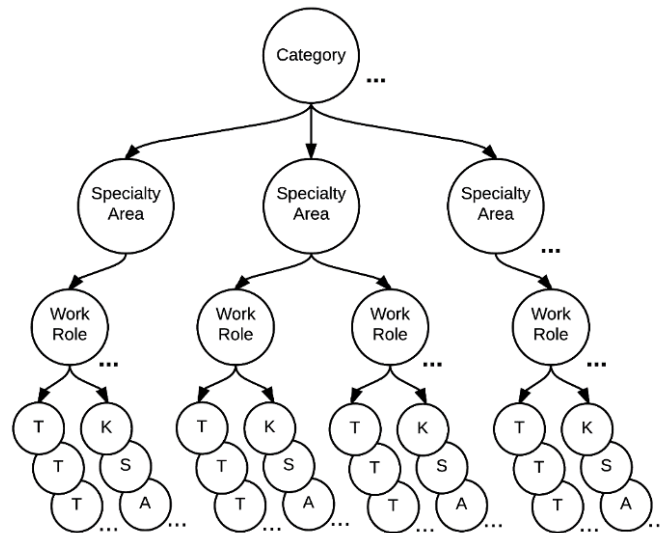 Category
...
Specialty
Area
Specialty
Area
Specialty
Area
...
Work
Role
...
Work
Role
Work
Role
...
Work
Role
...
T K T K T K T K
T S T S T S T S
T ... A ... T ... A ... T ... A ... T ... A ...